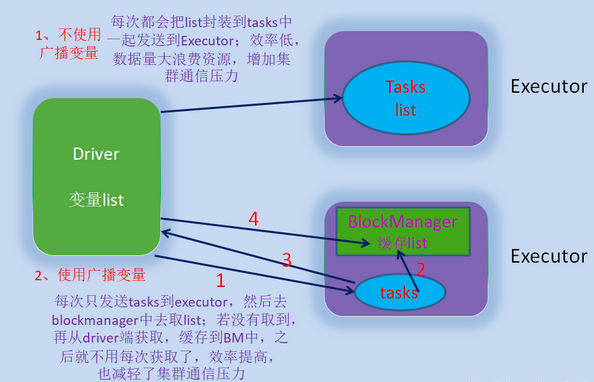 1、不使用
广播变量
每次都会把list封装到tasks中
一起发送到Executor；效率低，
数据量大浪费资源，增加集
群通信压力
Tasks
list
Executor
Driver
变量list
BlockManager
缓存list
4
3
2
1
tasks
Executor
2、使用广播变量
每次只发送tasks到executor，然后去
blockmanager中去取list；若没有取到，
再从driver端获取，缓存到BM中，之
后就不用每次获取了，效率提高，
也减轻了集群通信压力